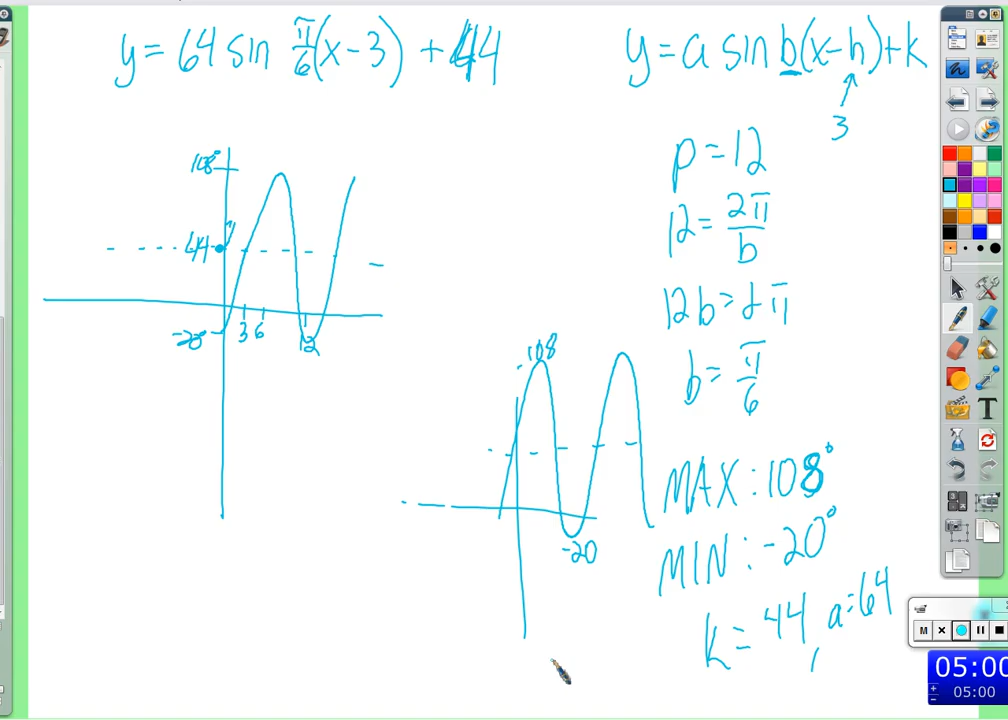 y = 64 sin π/6 (x - 3) + 44
y = a sin b(x - h) + k
3
p = 12
12 = 2π/b
12b = 2π
b = π/6
MAX: 108°
MIN: -20°
k = 44
a = 64
108°
44
-20°
3 6 12
108
-20
M
05:00
05:00